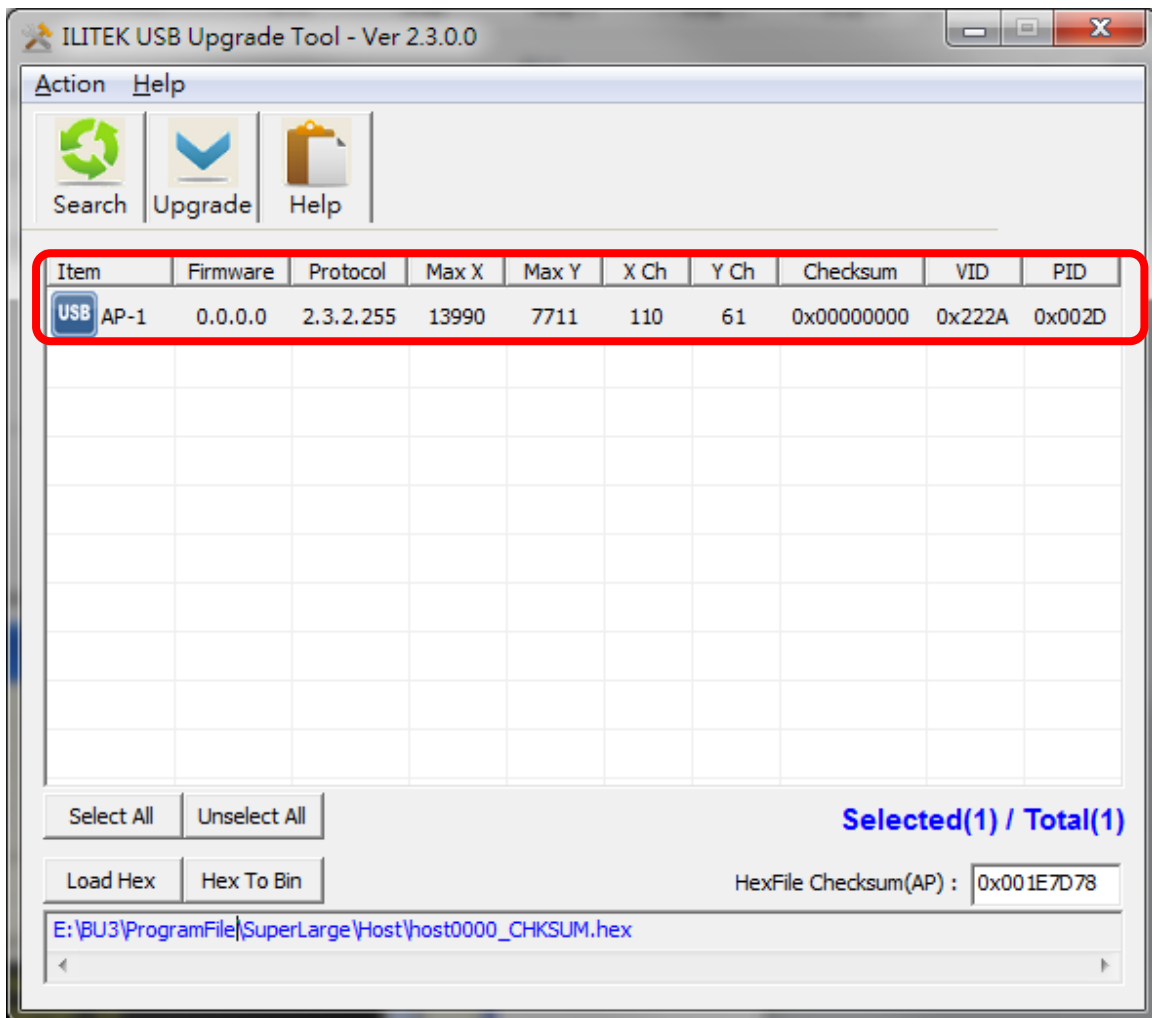 ILITEK USB Upgrade Tool - Ver 2.3.0.0
Action Help
Search Upgrade Help
Item Firmware Protocol Max X Max Y X Ch Y Ch Checksum VID PID
USB AP-1 0.0.0.0 2.3.2.255 13990 7711 110 61 0x00000000 0x222A 0x002D
Select All Unselect All Selected(1) / Total(1)
Load Hex Hex To Bin HexFile Checksum(AP) : 0x001E7D78
E:\BU3\ProgramFile\SuperLarge\Host\host0000_CHKSUM.hex